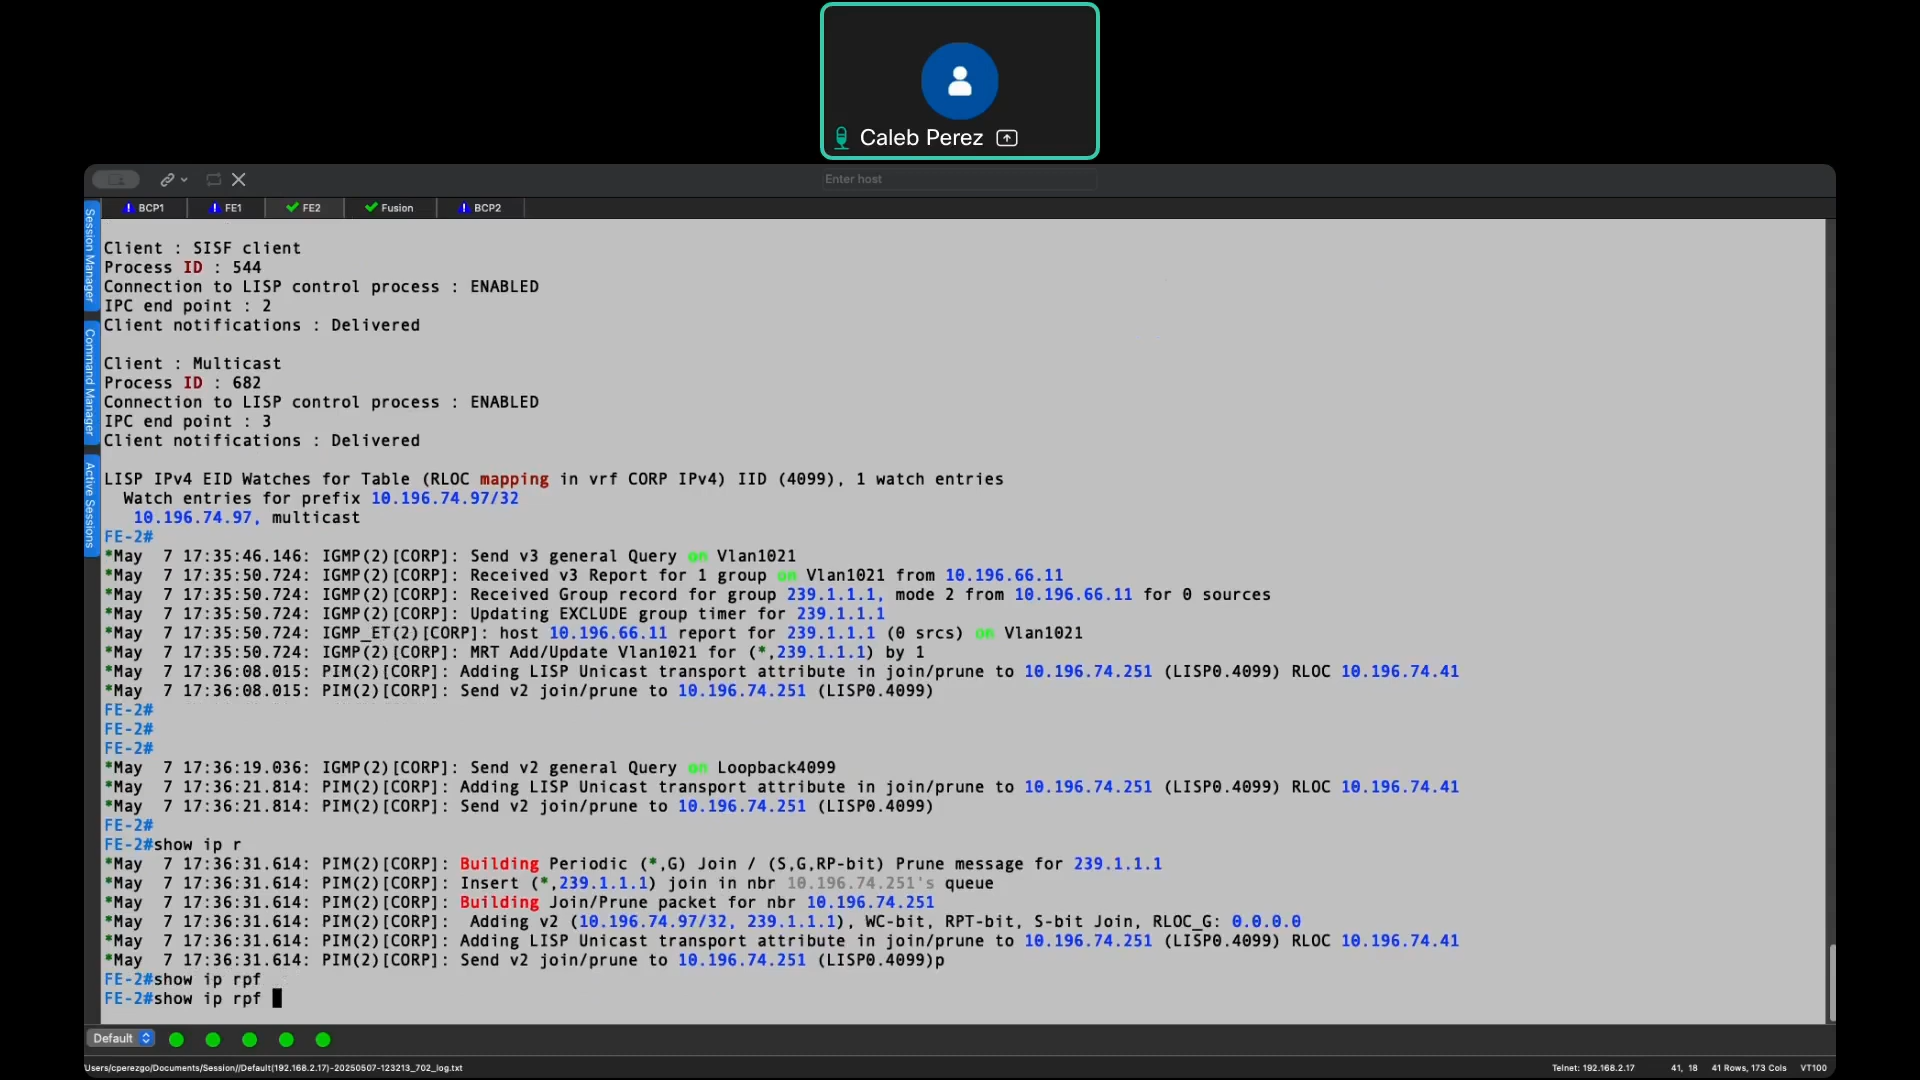 Caleb Perez
Enter host
BCP1
FE1
FE2
Fusion
BCP2
Session Manager
Command Manager
Active Sessions
Client : SISF client
Process ID : 544
Connection to LISP control process : ENABLED
IPC end point : 2
Client notifications : Delivered
Client : Multicast
Process ID : 682
Connection to LISP control process : ENABLED
IPC end point : 3
Client notifications : Delivered
LISP IPv4 EID Watches for Table (RLOC mapping in vrf CORP IPv4) IID (4099), 1 watch entries
Watch entries for prefix 10.196.74.97/32
10.196.74.97, multicast
FE-2#
*May  7 17:35:46.146: IGMP(2)[CORP]: Send v3 general Query on Vlan1021
*May  7 17:35:50.724: IGMP(2)[CORP]: Received v3 Report for 1 group on Vlan1021 from 10.196.66.11
*May  7 17:35:50.724: IGMP(2)[CORP]: Received Group record for group 239.1.1.1, mode 2 from 10.196.66.11 for 0 sources
*May  7 17:35:50.724: IGMP(2)[CORP]: Updating EXCLUDE group timer for 239.1.1.1
*May  7 17:35:50.724: IGMP_ET(2)[CORP]: host 10.196.66.11 report for 239.1.1.1 (0 srcs) on Vlan1021
*May  7 17:35:50.724: IGMP(2)[CORP]: MRT Add/Update Vlan1021 for (*,239.1.1.1) by 1
*May  7 17:36:08.015: PIM(2)[CORP]: Adding LISP Unicast transport attribute in join/prune to 10.196.74.251 (LISP0.4099) RLOC 10.196.74.41
*May  7 17:36:08.015: PIM(2)[CORP]: Send v2 join/prune to 10.196.74.251 (LISP0.4099)
FE-2#
FE-2#
FE-2#
*May  7 17:36:19.036: IGMP(2)[CORP]: Send v2 general Query on Loopback4099
*May  7 17:36:21.814: PIM(2)[CORP]: Adding LISP Unicast transport attribute in join/prune to 10.196.74.251 (LISP0.4099) RLOC 10.196.74.41
*May  7 17:36:21.814: PIM(2)[CORP]: Send v2 join/prune to 10.196.74.251 (LISP0.4099)
FE-2#
FE-2#show ip r
*May  7 17:36:31.614: PIM(2)[CORP]: Building Periodic (*,G) Join / (S,G,RP-bit) Prune message for 239.1.1.1
*May  7 17:36:31.614: PIM(2)[CORP]: Insert (*,239.1.1.1) join in nbr 10.196.74.251's queue
*May  7 17:36:31.614: PIM(2)[CORP]: Building Join/Prune packet for nbr 10.196.74.251
*May  7 17:36:31.614: PIM(2)[CORP]:  Adding v2 (10.196.74.97/32, 239.1.1.1), WC-bit, RPT-bit, S-bit Join, RLOC_G: 0.0.0.0
*May  7 17:36:31.614: PIM(2)[CORP]: Adding LISP Unicast transport attribute in join/prune to 10.196.74.251 (LISP0.4099) RLOC 10.196.74.41
*May  7 17:36:31.614: PIM(2)[CORP]: Send v2 join/prune to 10.196.74.251 (LISP0.4099)p
FE-2#show ip rpf
FE-2#show ip rpf
Default
Users/cperezgo/Documents/Session//Default(192.168.2.17)-20250507-123213_702_log.txt
Telnet: 192.168.2.17
41, 18
41 Rows, 173 Cols
VT100